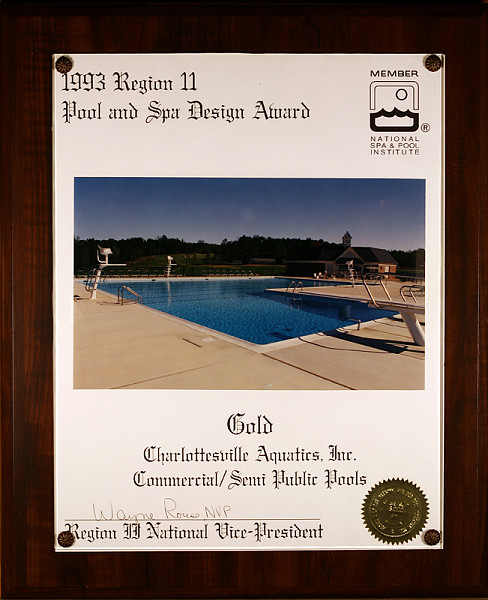 1993 Region 11
Pool and Spa Design Award
MEMBER
®
NATIONAL
SPA & POOL
INSTITUTE
Gold
Charlottesville Aquatics, Inc.
Commercial/Semi Public Pools
Wayne Rouse NVP
Region II National Vice-President